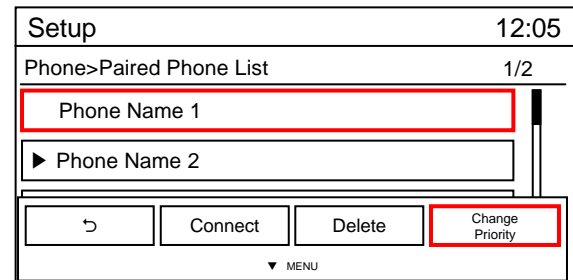 Setup 12:05
Phone>Paired Phone List 1/2
Phone Name 1
▶ Phone Name 2
Connect Delete Change
Priority
▼ MENU